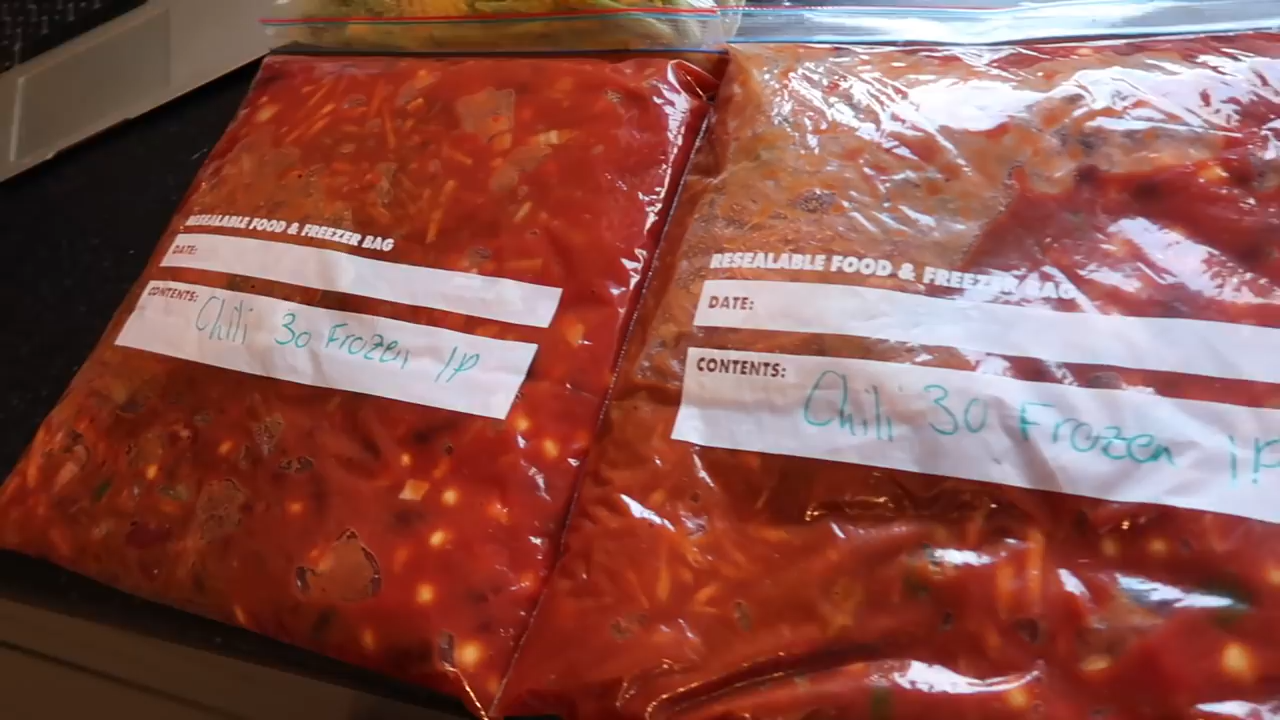 RESEALABLE FOOD & FREEZER BAG
DATE:
CONTENTS: Chili 30 Frozen IP
RESEALABLE FOOD & FREEZER BAG
DATE:
CONTENTS: Chili 30 Frozen IP